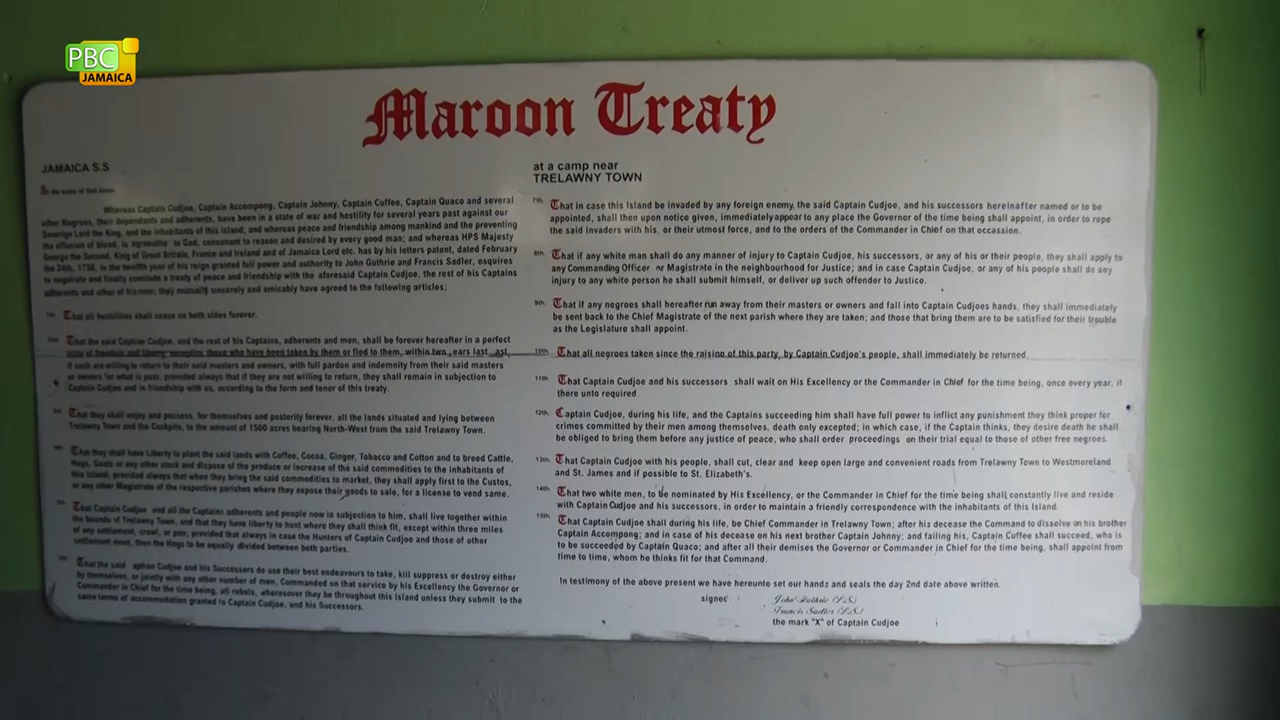 PBC
JAMAICA
Maroon Treaty
JAMAICA S.S
In the name of God Amen
Whereas Captain Cudjoe, Captain Accompong, Captain Johnny, Captain Cuffee, Captain Quaco and several
other Negroes, their dependants and adherents, have been in a state of war and hostility for several years past against our
Soverign Lord the King, and the inhabitants of this Island; and whereas peace and friendship among mankind and the preventing
the effusion of blood, is agreeable to God, consonant to reason and desired by every good man; and whereas HPS Majesty
George the Second, King of Great Britain, France and Ireland and of Jamaica Lord etc. has by his letters patent, dated February
the 24th, 1738, in the twelth year of his reign granted full power and authority to John Guthrie and Francis Sadler, esquires
to negotiate and finally conclude a treaty of peace and friendship with the aforesaid Captain Cudjoe, the rest of his Captains
adherents and other of his men; they mutually sincerely and amicably have agreed to the following articles;
That all hostilities shall cease on both sides forever.
That the said Captian Cudjoe, and the rest of his Captains, adherents and men, shall be forever hereafter in a perfect
state of freedom and liberty, excepting those who have been taken by them or fled to them, within two ears last ast,
if such are willing to return to their said masters and owners, with full pardon and indemnity from their said masters
or owners for what is past, provided always that if they are not willing to return, they shall remain in subjection to
Captain Cudjoe and in friendship with us, according to the form and tenor of this treaty.
That they shall enjoy and possess, for themselves and posterity forever, all the lands situated and lying between
Trelawny Town and the Cockpits, to the amount of 1500 acres bearing North-West from the said Trelawny Town.
That they shall have Liberty to plant the said lands with Coffee, Cocoa, Ginger, Tobacco and Cotton and to breed Cattle,
Hogs, Goats or any other stock and dispose of the produce or increase of the said commodities to the inhabitants of
this Island; provided always that when they bring the said commodities to market, they shall apply first to the Custos,
or any other Magistrate of the respective parishes where they expose their goods to sale, for a license to vend same.
That Captain Cudjoe and all the Captains adherents and people now in subjection to him, shall live together within
the bounds of Trelawny Town, and that they have liberty to hunt where they shall think fit, except within three miles
of any settlement, crawl, or pen; provided always that in case the Hunters of Captain Cudjoe and those of other
settlement meet, then the Hogs to be equally divided between both parties.
That the said aptian Cudjoe and his Successors do use their best endeavours to take, kill suppress or destroy either
by themselves, or jointly with any other number of men, Commanded on that service by his Excellency the Governor or
Commander in Chief for the time being, all rebels, wheresover they be throughout this Island unless they submit to the
same terms of accommodation granted to Captain Cudjoe, and his Successors.
at a camp near
TRELAWNY TOWN
7th. That in case this Island be invaded by any foreign enemy, the said Captain Cudjoe, and his successors hereinafter named or to be
appointed, shall then upon notice given, immediately appear to any place the Governor of the time being shall appoint, in order to repe
the said invaders with his, or their utmost force, and to the orders of the Commander in Chief on that occassion.
8th. That if any white man shall do any manner of injury to Captain Cudjoe, his successors, or any of his or their people, they shall apply to
any Commanding Officer or Magistrate in the neighbourhood for Justice; and in case Captain Cudjoe, or any of his people shall do any
injury to any white person he shall submit himself, or deliver up such offender to Justice.
9th. That if any negroes shall hereafter run away from their masters or owners and fall into Captain Cudjoes hands, they shall immediately
be sent back to the Chief Magistrate of the next parish where they are taken; and those that bring them are to be satisfied for their trouble
as the Legislature shall appoint.
10th. That all negroes taken since the raising of this party, by Captain Cudjoe's people, shall immediately be returned.
11th. That Captain Cudjoe and his successors shall wait on His Excellency or the Commander in Chief for the time being, once every year, if
there unto required.
12th. Captain Cudjoe, during his life, and the Captains succeeding him shall have full power to inflict any punishment they think proper for
crimes committed by their men among themselves, death only excepted; in which case, if the Captain thinks, they desire death he shall
be obliged to bring them before any justice of peace, who shall order proceedings on their trial equal to those of other free negroes.
13th. That Captain Cudjoe with his people, shall cut, clear and keep open large and convenient roads from Trelawny Town to Westmoreland
and St. James and if possible to St. Elizabeth's.
14th. That two white men, to be nominated by His Excellency, or the Commander in Chief for the time being shall constantly live and reside
with Captain Cudjoe and his successors, in order to maintain a friendly correspondence with the inhabitants of this Island.
15th. That Captain Cudjoe shall during his life, be Chief Commander in Trelawny Town; after his decease the Command to dissolve on his brother
Captain Accompong; and in case of his decease on his next brother Captain Johnny; and failing his, Captain Cuffee shall succeed, who is
to be succeeded by Captain Quaco; and after all their demises the Governor or Commander in Chief for the time being, shall appoint from
time to time, whom he thinks fit for that Command.
In testimony of the above present we have hereunto set our hands and seals the day 2nd date above written.
signec John Guthrie (L.S)
Francis Sadler (L.S.)
the mark "X" of Captain Cudjoe